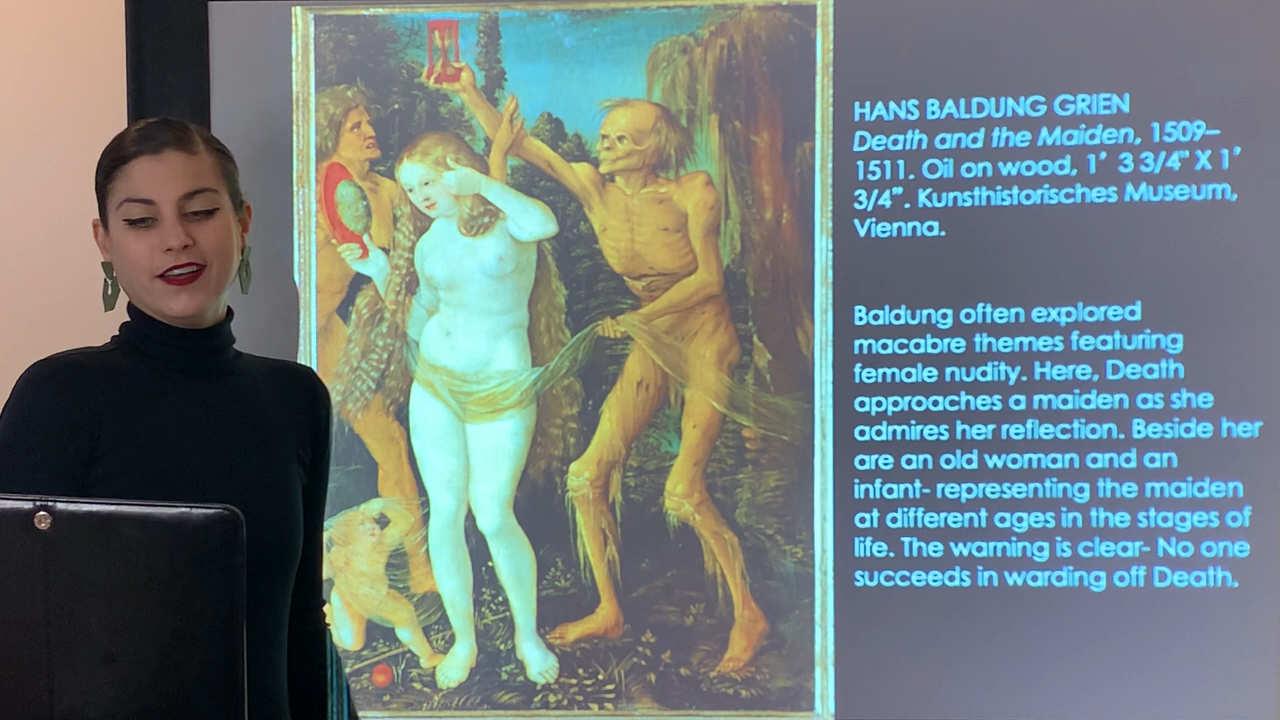 HANS BALDUNG GRIEN
Death and the Maiden, 1509–
1511. Oil on wood, 1’ 3 3/4" X 1’
3/4”. Kunsthistorisches Museum,
Vienna.
Baldung often explored
macabre themes featuring
female nudity. Here, Death
approaches a maiden as she
admires her reflection. Beside her
are an old woman and an
infant- representing the maiden
at different ages in the stages of
life. The warning is clear- No one
succeeds in warding off Death.